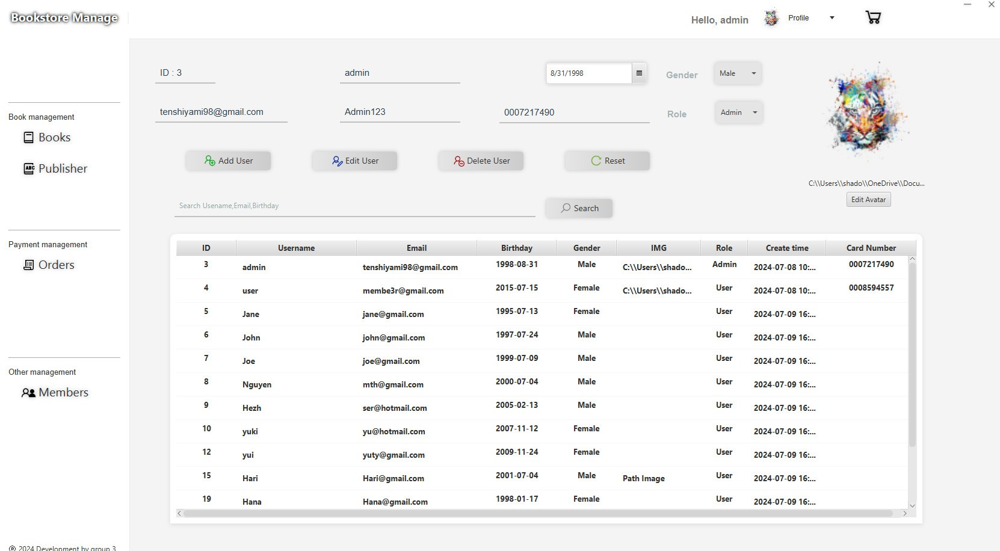 Bookstore Manage
Hello, admin
Profile
ID : 3
admin
8/31/1998
Gender
Male
tenshiyami98@gmail.com
Admin123
0007217490
Role
Admin
Book management
Books
Publisher
Add User
Edit User
Delete User
Reset
C:\\Users\\shado\\OneDrive\\Docu...
Edit Avatar
Search Usename,Email,Birthday
Search
Payment management
Orders
Other management
Members
ID Username Email Birthday Gender IMG Role Create time Card Number
3 admin tenshiyami98@gmail.com 1998-08-31 Male C:\\Users\\shado... Admin 2024-07-08 10:... 0007217490
4 user membe3r@gmail.com 2015-07-15 Female C:\\Users\\shado... User 2024-07-08 10:... 0008594557
5 Jane jane@gmail.com 1995-07-13 Female User 2024-07-09 16:...
6 John john@gmail.com 1997-07-24 Male User 2024-07-09 16:...
7 Joe joe@gmail.com 1999-07-09 Male User 2024-07-09 16:...
8 Nguyen mth@gmail.com 2000-07-04 Male User 2024-07-09 16:...
9 Hezh ser@hotmail.com 2005-02-13 Male User 2024-07-09 16:...
10 yuki yu@hotmail.com 2007-11-12 Female User 2024-07-09 16:...
12 yui yuty@gmail.com 2009-11-24 Female User 2024-07-09 16:...
15 Hari Hari@gmail.com 2001-07-04 Male Path Image User 2024-07-09 16:...
19 Hana Hana@gmail.com 1998-01-17 Female User 2024-07-09 16:...
® 2024 Development by group 3